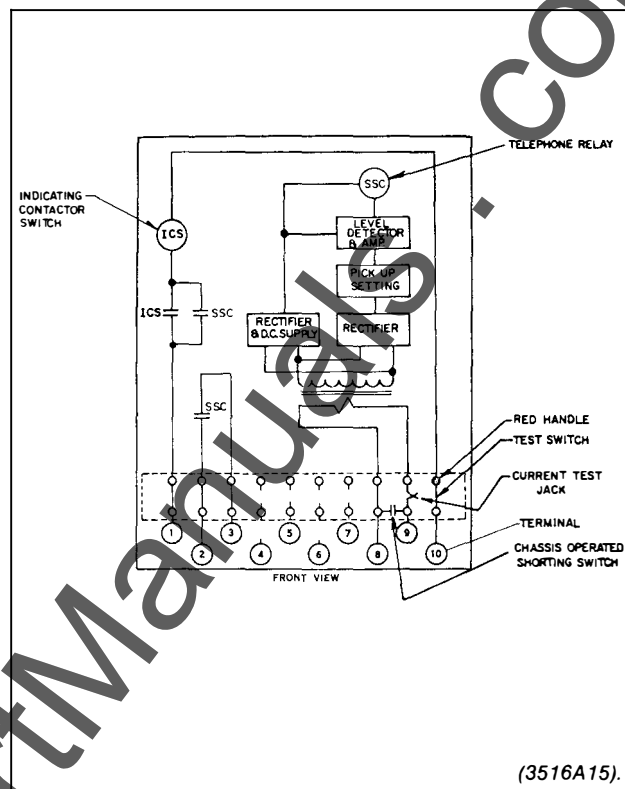 TELEPHONE RELAY
SSC
INDICATING
CONTACTOR
SWITCH
ICS
LEVEL
DETECTOR
& AMP.
PICK UP
SETTING
ICS
SSC
RECTIFIER
& D.C. SUPPLY
RECTIFIER
SSC
RED HANDLE
TEST SWITCH
CURRENT TEST
JACK
1
3
5
7
9
TERMINAL
2
4
6
8
10
CHASSIS OPERATED
SHORTING SWITCH
FRONT VIEW
(3516A15).
rtManuals.co